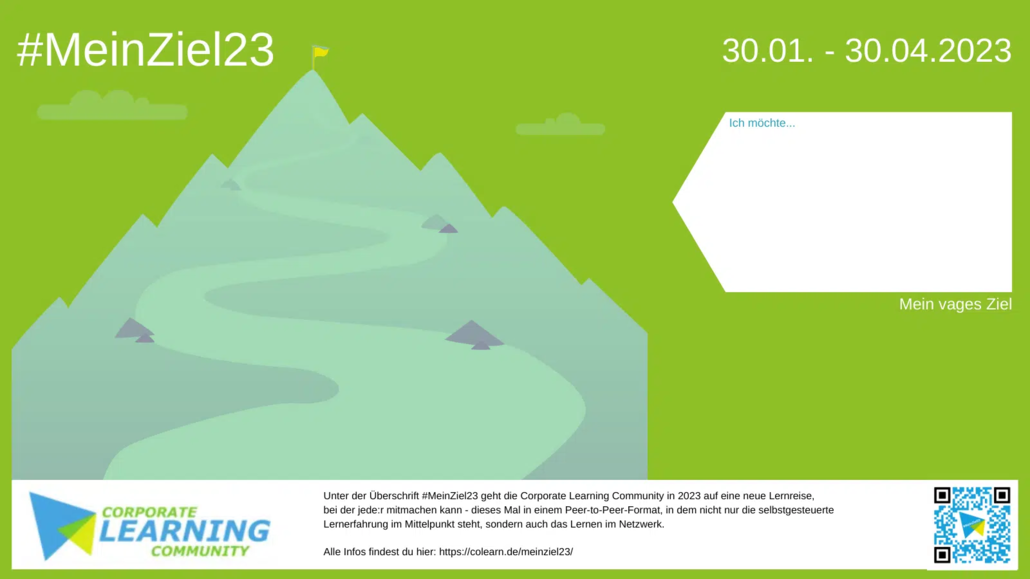 #MeinZiel23
30.01. - 30.04.2023
Ich möchte...
Mein vages Ziel
CORPORATE
LEARNING
COMMUNITY
Unter der Überschrift #MeinZiel23 geht die Corporate Learning Community in 2023 auf eine neue Lernreise,
bei der jede:r mitmachen kann - dieses Mal in einem Peer-to-Peer-Format, in dem nicht nur die selbstgesteuerte
Lernerfahrung im Mittelpunkt steht, sondern auch das Lernen im Netzwerk.
Alle Infos findest du hier: https://colearn.de/meinziel23/